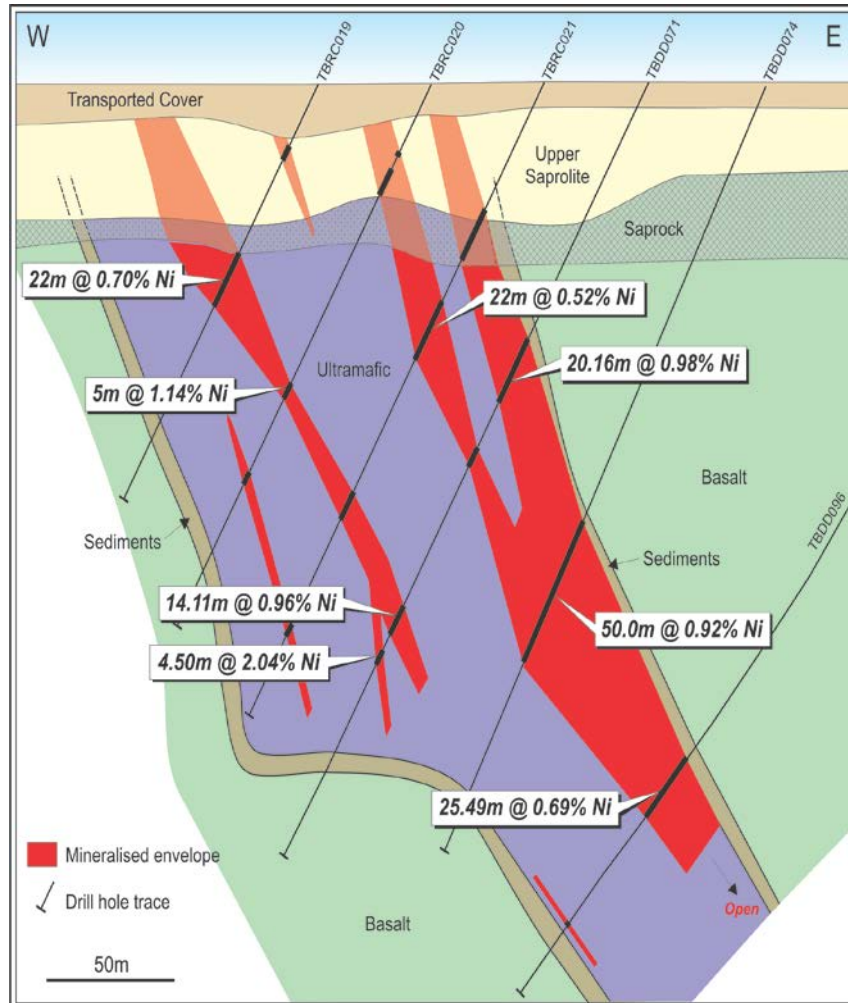 W
E
TBRC019
TBRC020
TBRC021
TBDD071
TBDD074
Transported Cover
Upper
Saprolite
Saprock
22m @ 0.70% Ni
22m @ 0.52% Ni
20.16m @ 0.98% Ni
Ultramafic
5m @ 1.14% Ni
Basalt
TBDD096
Sediments
Sediments
14.11m @ 0.96% Ni
50.0m @ 0.92% Ni
4.50m @ 2.04% Ni
25.49m @ 0.69% Ni
Mineralised envelope
Drill hole trace
Open
Basalt
50m